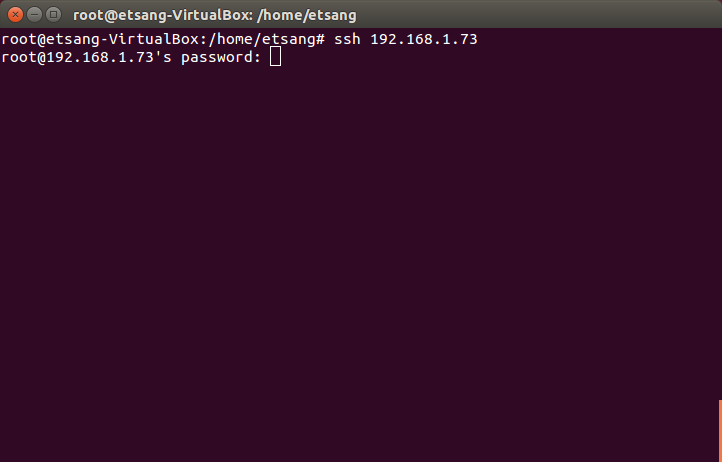 root@etsang-VirtualBox: /home/etsang
root@etsang-VirtualBox:/home/etsang# ssh 192.168.1.73
root@192.168.1.73's password: